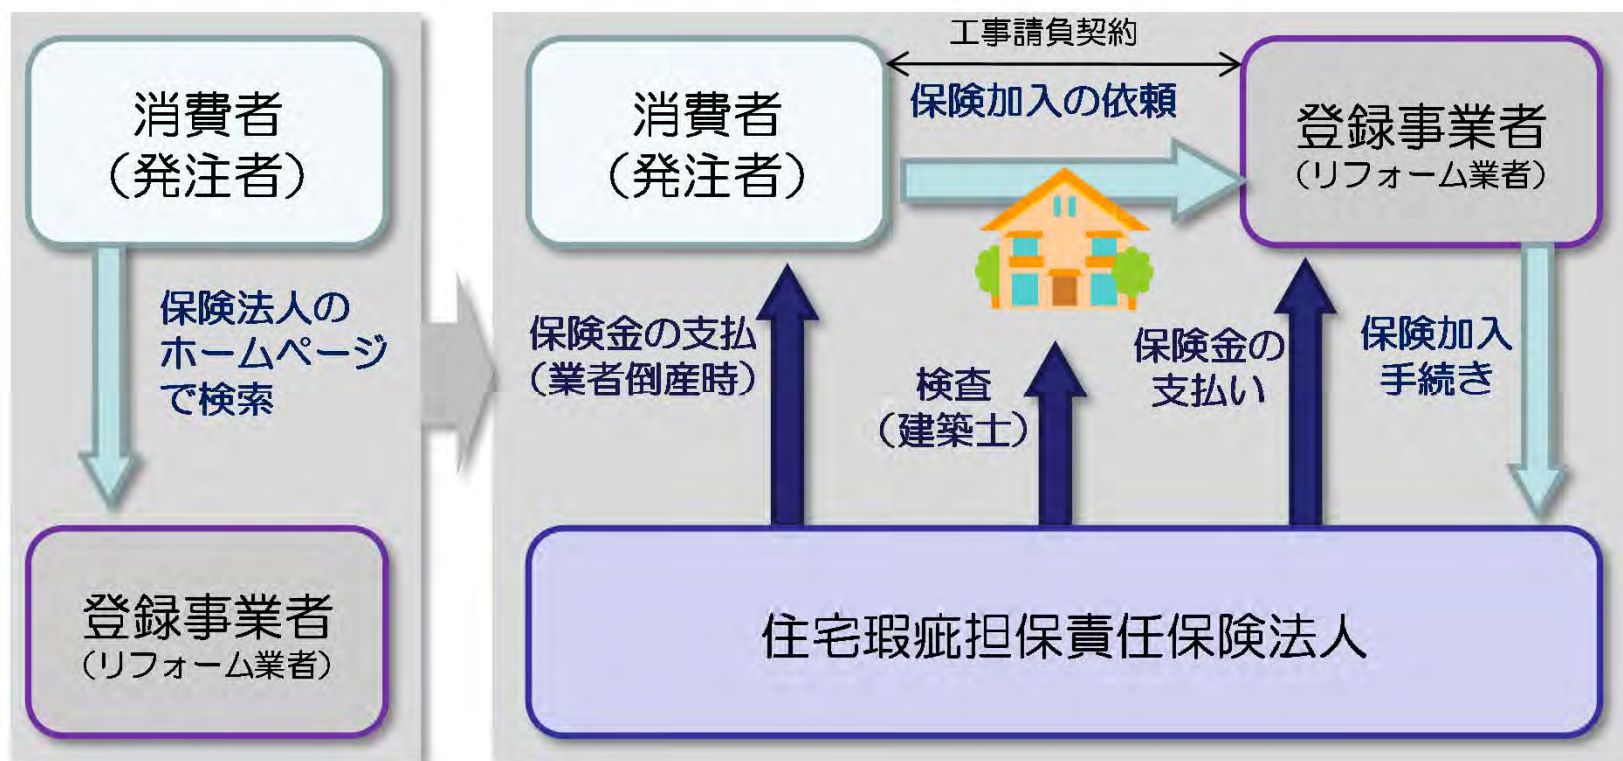 消費者
(発注者)
保険法人の
ホームページ
で検索
登録事業者
(リフォーム業者)
消費者
(発注者)
工事請負契約
保険加入の依頼
登録事業者
(リフォーム業者)
保険金の支払
(業者倒産時)
検査
(建築士)
保険金の
支払い
保険加入
手続き
住宅瑕疵担保責任保険法人